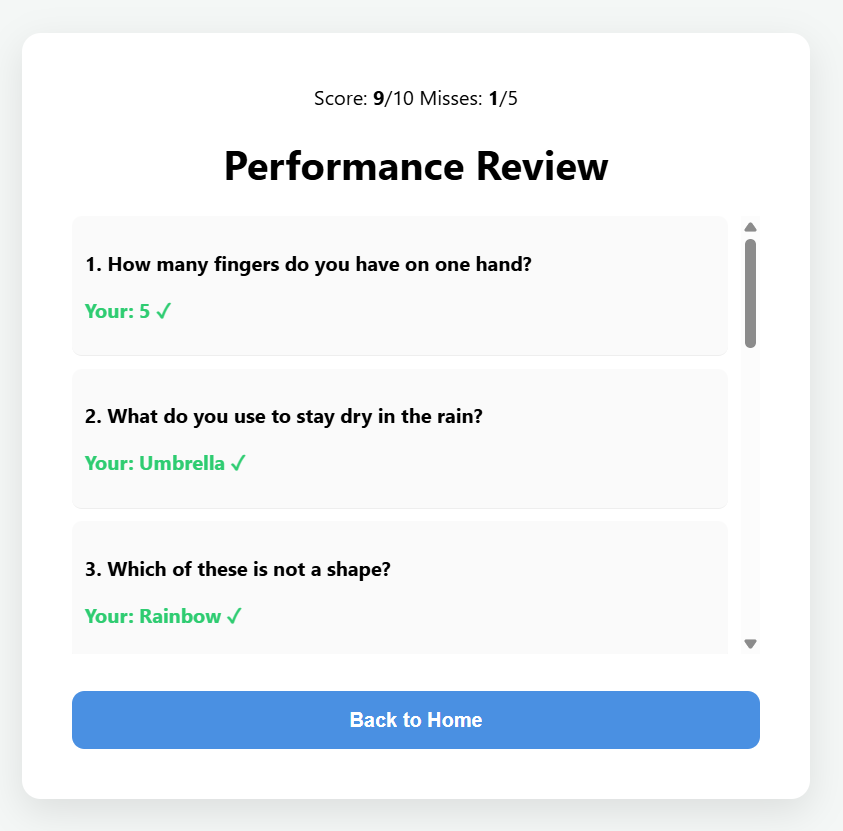 Score: 9/10 Misses: 1/5
Performance Review
1. How many fingers do you have on one hand?
Your: 5 ✓
2. What do you use to stay dry in the rain?
Your: Umbrella ✓
3. Which of these is not a shape?
Your: Rainbow ✓
Back to Home